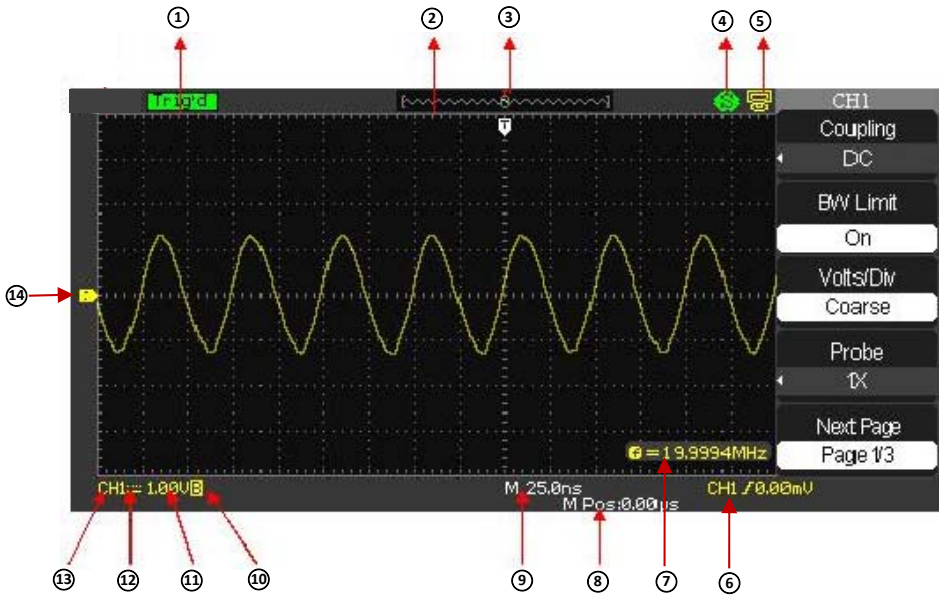 ① ② ③ ④ ⑤
Trig'd T S CH1
T
Coupling
DC
BW Limit
On
Volts/Div
⑭
Coarse
Probe
1X
Next Page
f=19.9994MHz Page 1/3
CH1 1.00V B M 25.0ns CH1 0.00mV
M Pos:0.00µs
⑬ ⑫ ⑪ ⑩ ⑨ ⑧ ⑦ ⑥